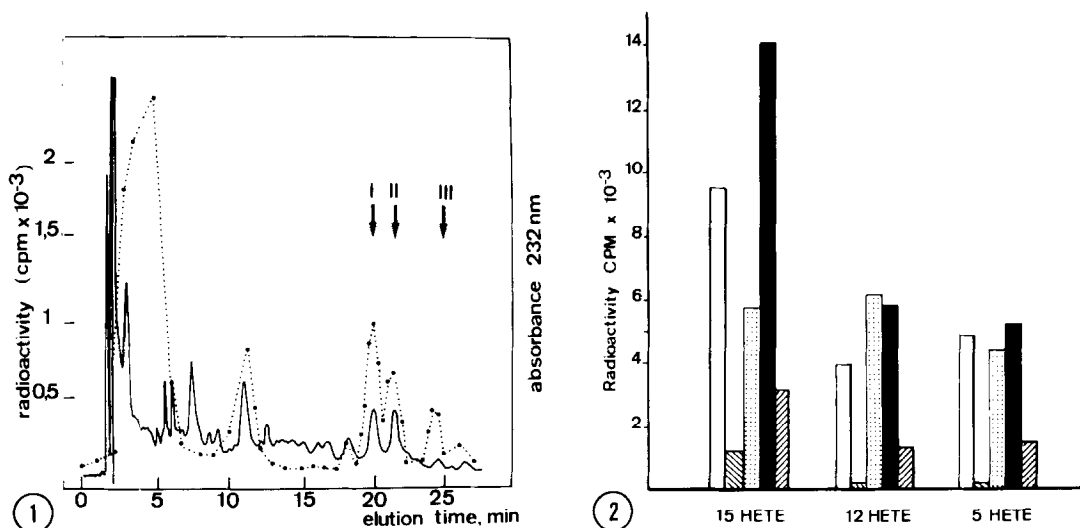 radioactivity (cpm x 10-3)
2
1,5
1
0,5
I II III
absorbance 232 nm
0 5 10 15 20 25
elution time, min
1
Radioactivity CPM x 10-3
14
12
10
8
6
4
2
15 HETE 12 HETE 5 HETE
2